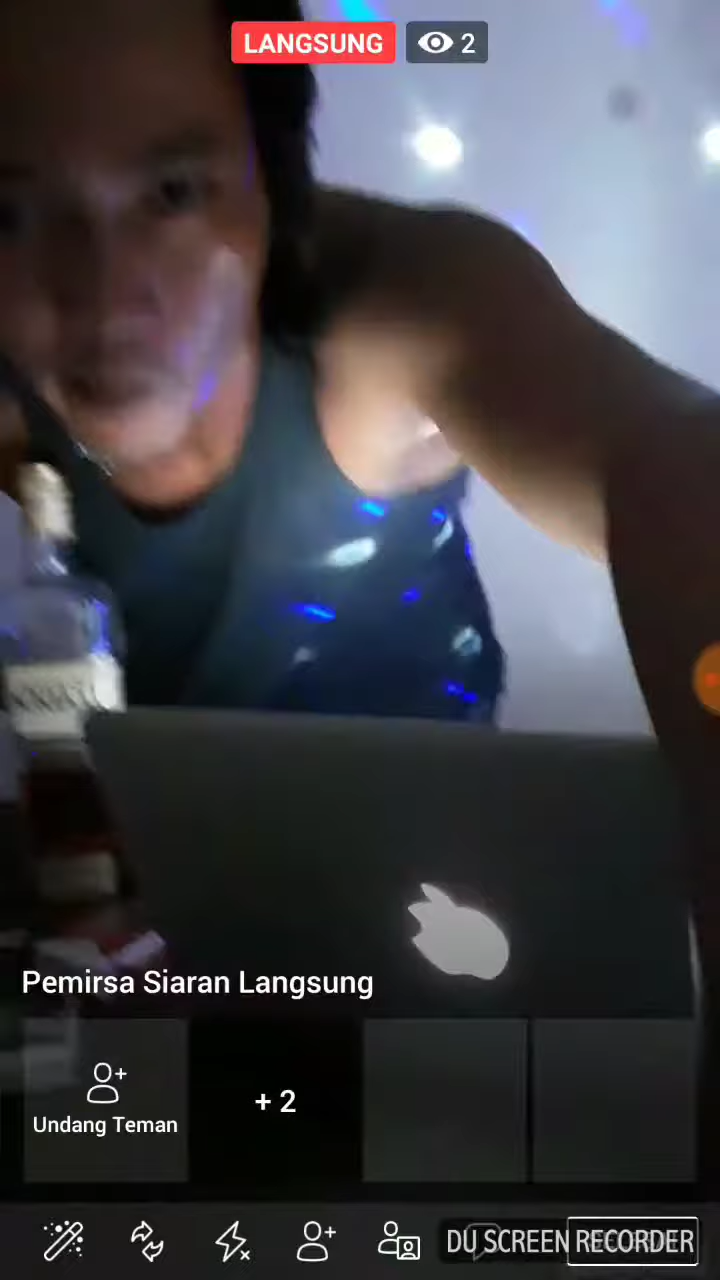 LANGSUNG
2
Pemirsa Siaran Langsung
Undang Teman
+ 2
DU SCREEN RECORDER